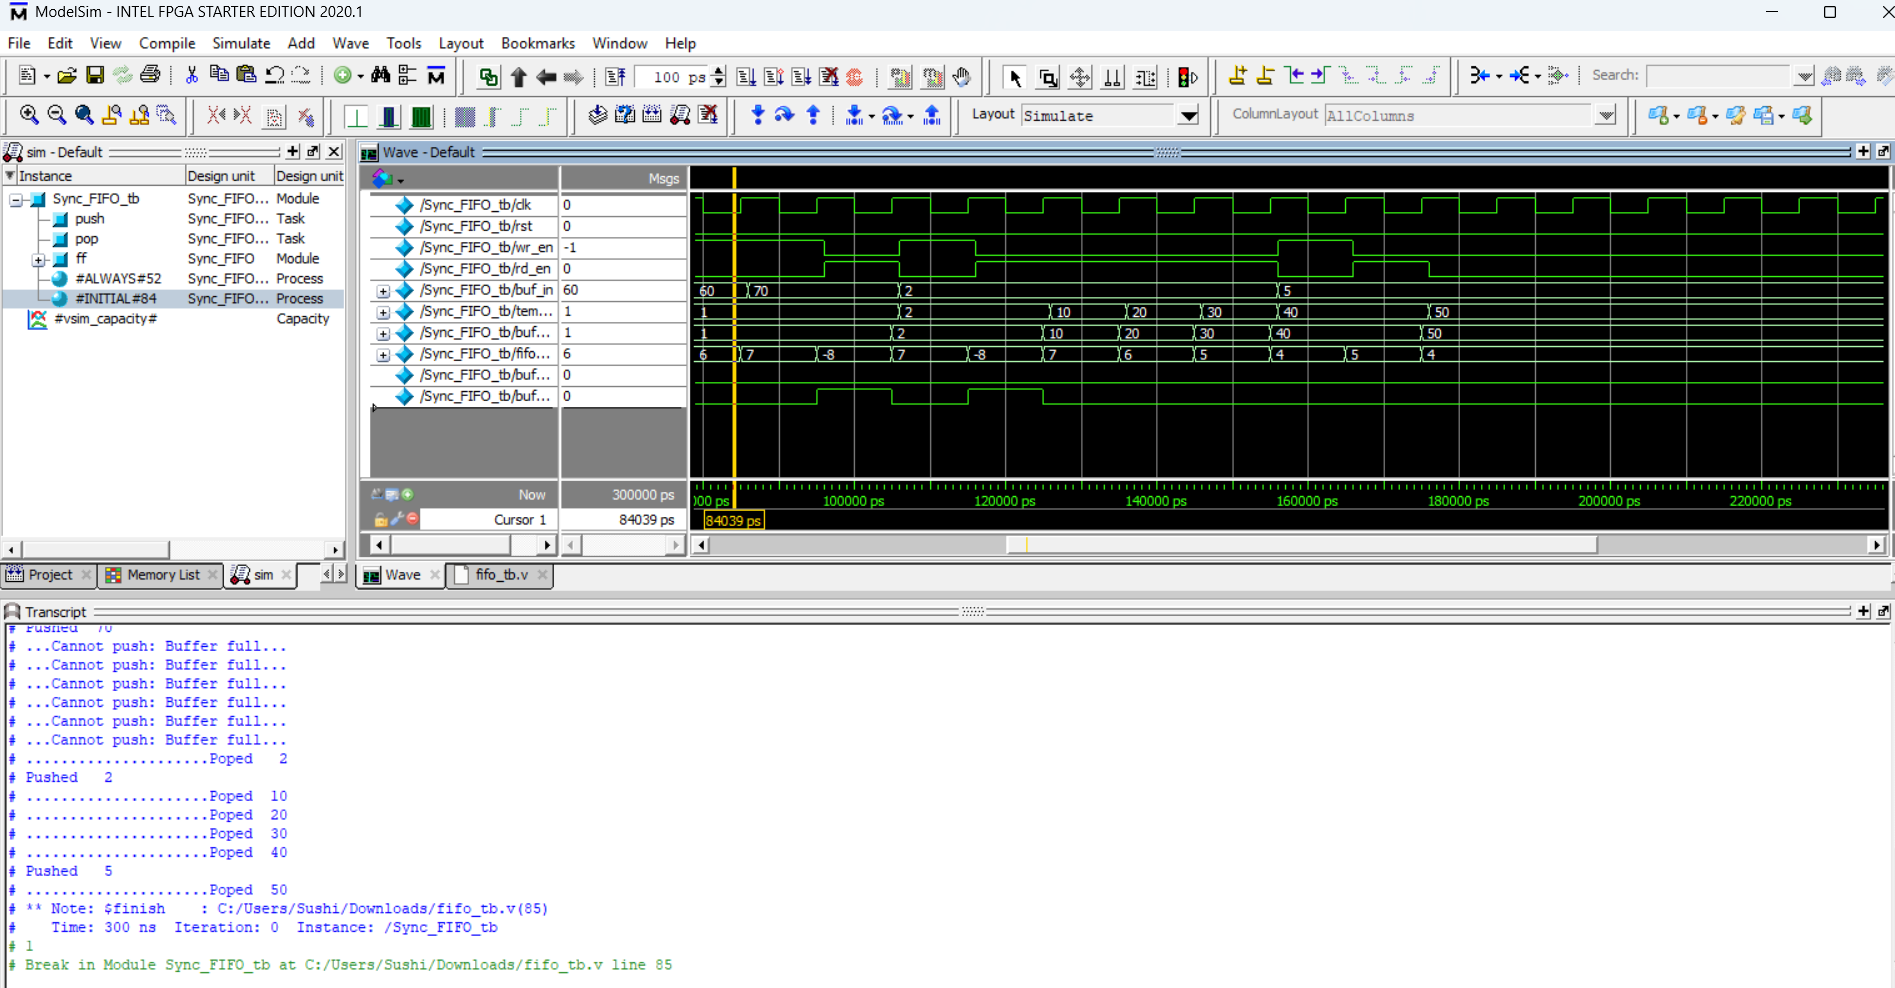 ModelSim - INTEL FPGA STARTER EDITION 2020.1
File Edit View Compile Simulate Add Wave Tools Layout Bookmarks Window Help
100 ps
Search:
Layout Simulate
ColumnLayout AllColumns
sim - Default
Instance Design unit Design unit
Sync_FIFO_tb Sync_FIFO... Module
push Sync_FIFO... Task
pop Sync_FIFO... Task
ff Sync_FIFO Module
#ALWAYS#52 Sync_FIFO... Process
#INITIAL#84 Sync_FIFO... Process
#vsim_capacity# Capacity
Wave - Default
Msgs
/Sync_FIFO_tb/clk 0
/Sync_FIFO_tb/rst 0
/Sync_FIFO_tb/wr_en -1
/Sync_FIFO_tb/rd_en 0
/Sync_FIFO_tb/buf_in 60 60 70 2 5
/Sync_FIFO_tb/tem... 1 1 2 10 20 30 40 50
/Sync_FIFO_tb/buf... 1 1 2 10 20 30 40 50
/Sync_FIFO_tb/fifo... 6 6 7 -8 7 -8 7 6 5 4 5 4
/Sync_FIFO_tb/buf... 0
/Sync_FIFO_tb/buf... 0
Now 300000 ps 000 ps 100000 ps 120000 ps 140000 ps 160000 ps 180000 ps 200000 ps 220000 ps
Cursor 1 84039 ps 84039 ps
Project Memory List sim
Wave fifo_tb.v
Transcript
# Pushed 70
# ...Cannot push: Buffer full...
# ...Cannot push: Buffer full...
# ...Cannot push: Buffer full...
# ...Cannot push: Buffer full...
# ...Cannot push: Buffer full...
# ...Cannot push: Buffer full...
# .....................Poped 2
# Pushed 2
# .....................Poped 10
# .....................Poped 20
# .....................Poped 30
# .....................Poped 40
# Pushed 5
# .....................Poped 50
# ** Note: $finish : C:/Users/Sushi/Downloads/fifo_tb.v(85)
# Time: 300 ns Iteration: 0 Instance: /Sync_FIFO_tb
# 1
# Break in Module Sync_FIFO_tb at C:/Users/Sushi/Downloads/fifo_tb.v line 85